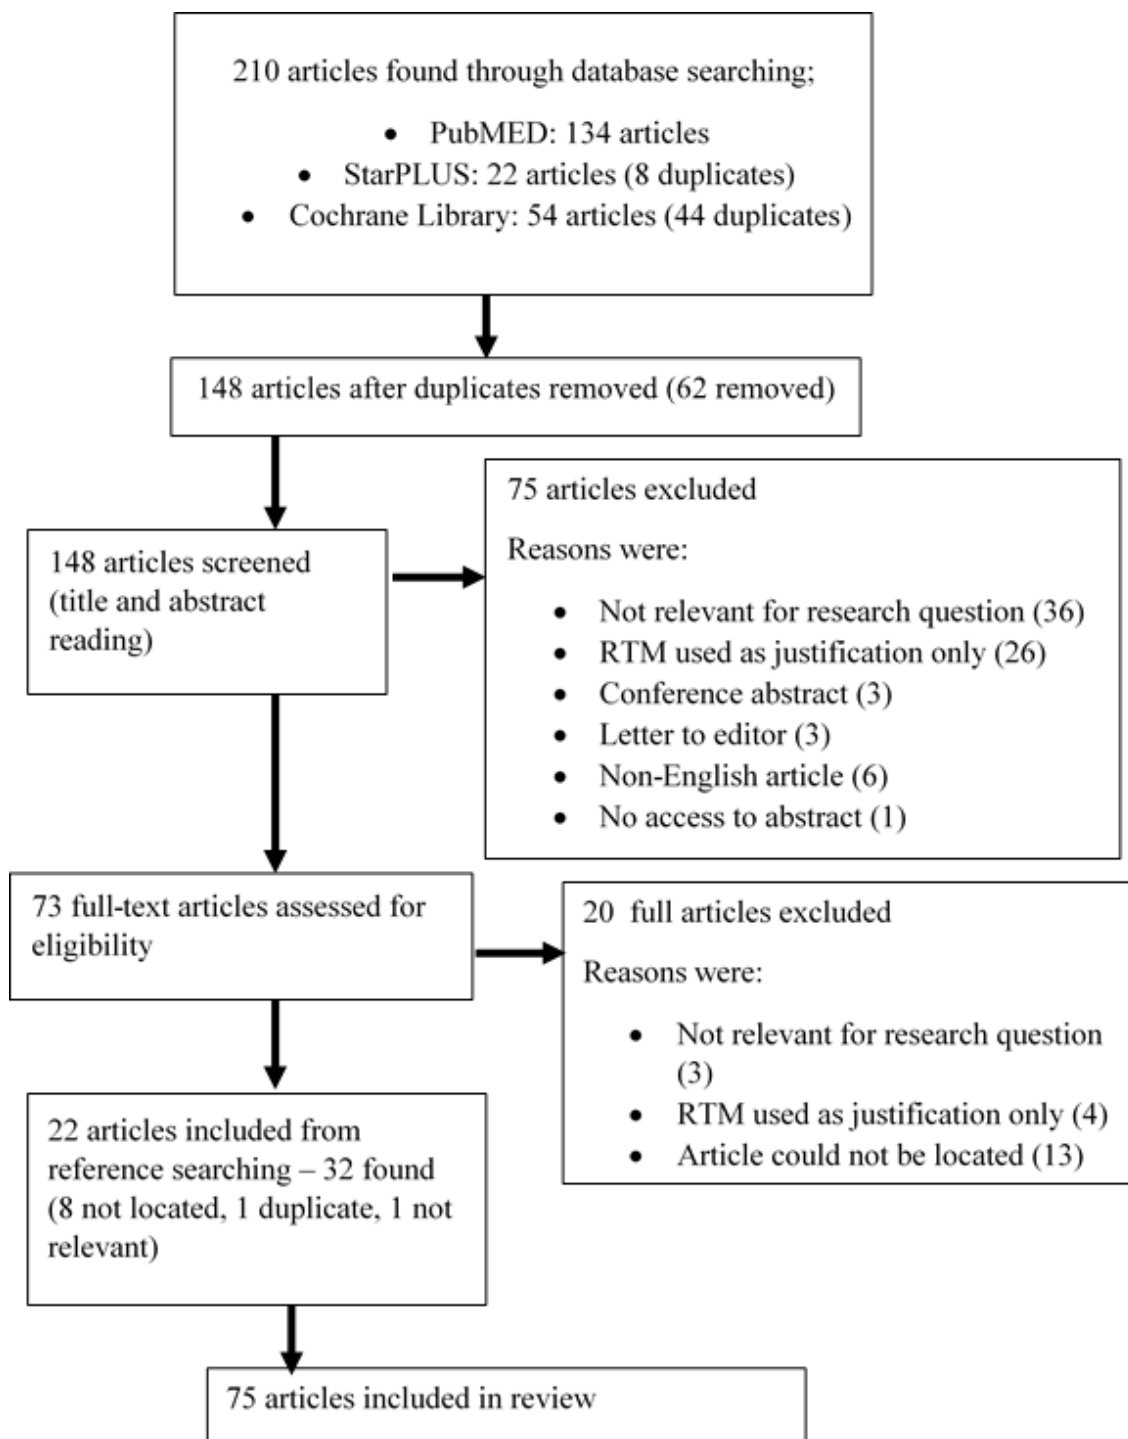 210 articles found through database searching;
• PubMED: 134 articles
• StarPLUS: 22 articles (8 duplicates)
• Cochrane Library: 54 articles (44 duplicates)
148 articles after duplicates removed (62 removed)
148 articles screened
(title and abstract
reading)
75 articles excluded
Reasons were:
• Not relevant for research question (36)
• RTM used as justification only (26)
• Conference abstract (3)
• Letter to editor (3)
• Non-English article (6)
• No access to abstract (1)
73 full-text articles assessed for
eligibility
20 full articles excluded
Reasons were:
• Not relevant for research question
(3)
• RTM used as justification only (4)
• Article could not be located (13)
22 articles included from
reference searching – 32 found
(8 not located, 1 duplicate, 1 not
relevant)
75 articles included in review